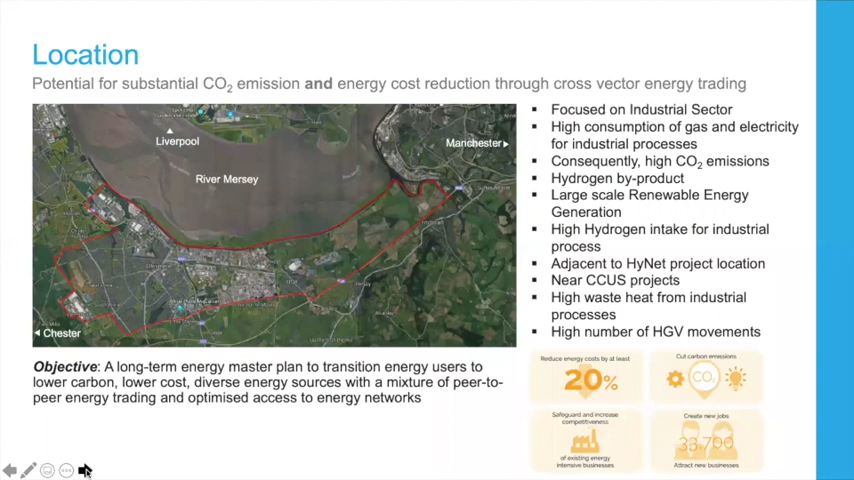 Location
Potential for substantial CO2 emission and energy cost reduction through cross vector energy trading
Liverpool
Manchester
River Mersey
Chester
Focused on Industrial Sector
High consumption of gas and electricity
for industrial processes
Consequently, high CO2 emissions
Hydrogen by-product
Large scale Renewable Energy
Generation
High Hydrogen intake for industrial
process
Adjacent to HyNet project location
Near CCUS projects
High waste heat from industrial
processes
High number of HGV movements
Objective: A long-term energy master plan to transition energy users to
lower carbon, lower cost, diverse energy sources with a mixture of peer-to-
peer energy trading and optimised access to energy networks
Reduce energy costs by at least
20%
Cut carbon emissions
CO2
Safeguard and increase
competitiveness
of existing energy
intensive businesses
Create new jobs
33,700
Attract new businesses